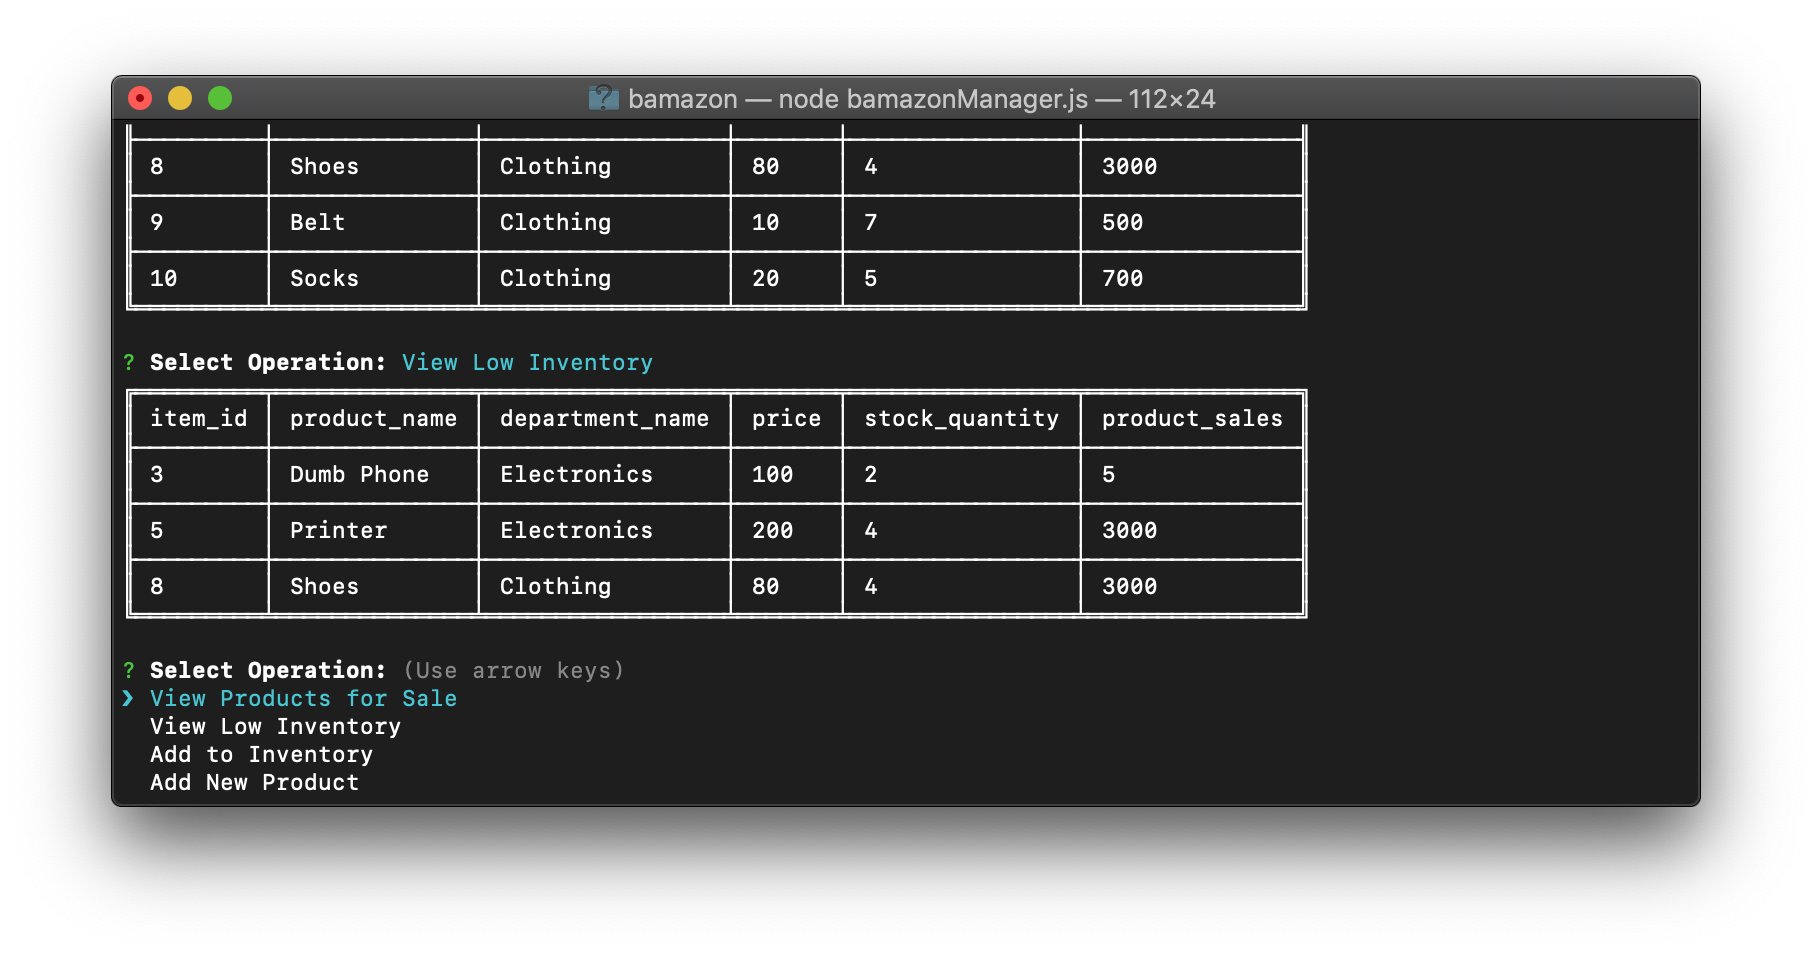 bamazon — node bamazonManager.js — 112×24
8 Shoes Clothing 80 4 3000
9 Belt Clothing 10 7 500
10 Socks Clothing 20 5 700
? Select Operation: View Low Inventory
item_id product_name department_name price stock_quantity product_sales
3 Dumb Phone Electronics 100 2 5
5 Printer Electronics 200 4 3000
8 Shoes Clothing 80 4 3000
? Select Operation: (Use arrow keys)
❯ View Products for Sale
View Low Inventory
Add to Inventory
Add New Product